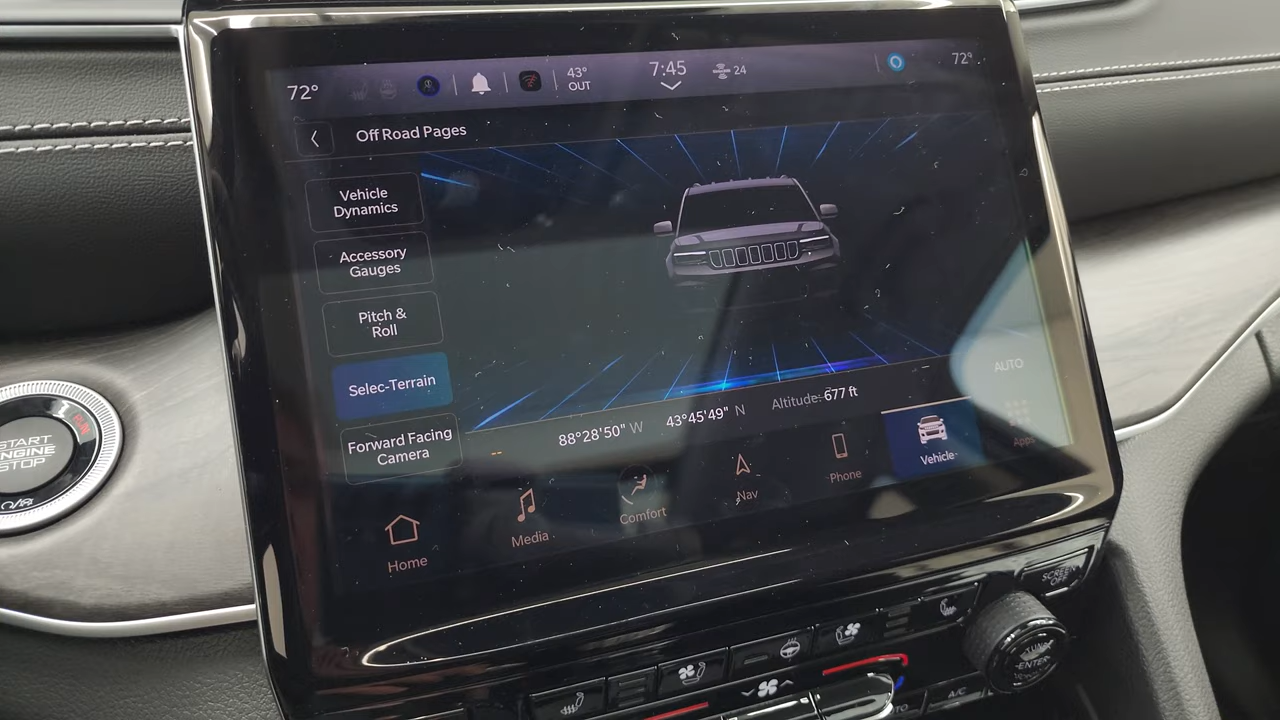 72°
43°
OUT
7:45
24
72°
Off Road Pages
Vehicle
Dynamics
Accessory
Gauges
Pitch &
Roll
Selec-Terrain
Forward Facing
Camera
AUTO
88°28'50" W
43°45'49" N
Altitude: 677 ft
Home
Media
Comfort
Nav
Phone
Vehicle
Apps
START
ENGINE
STOP
SCREEN
OFF
TUNE
ENTER
A/C